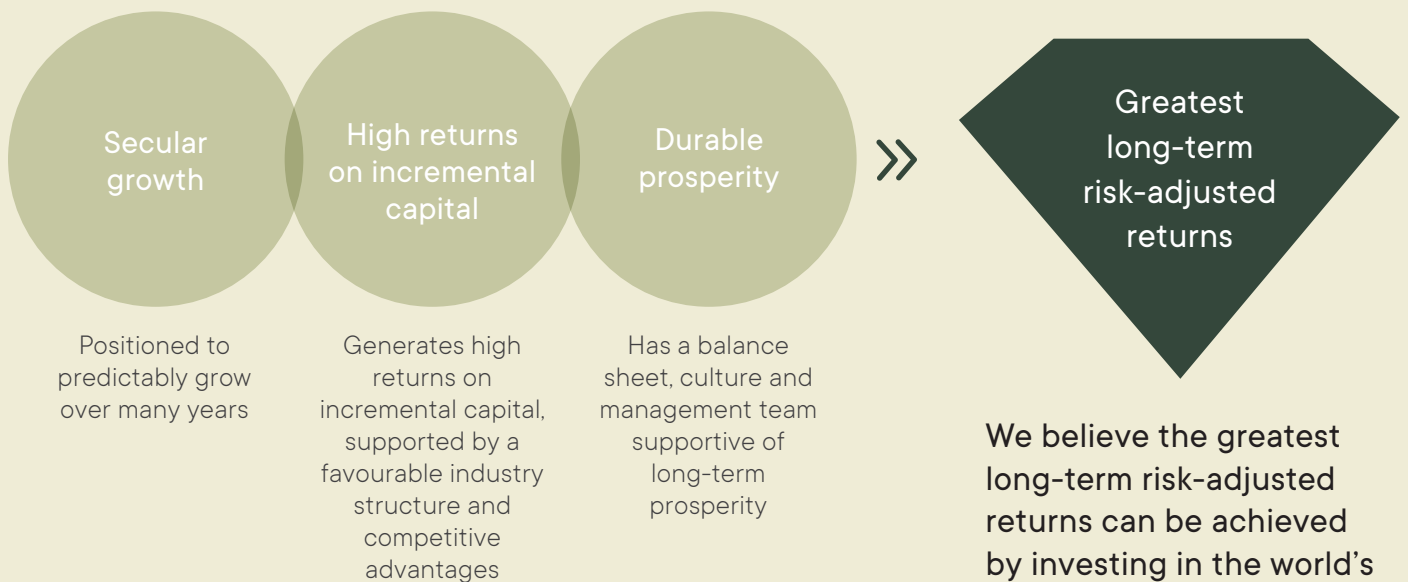 Secular
growth
High returns
on incremental
capital
Durable
prosperity
Greatest
long-term
risk-adjusted
returns
Positioned to
predictably grow
over many years
Generates high
returns on
incremental capital,
supported by a
favourable industry
structure and
competitive
advantages
Has a balance
sheet, culture and
management team
supportive of
long-term
prosperity
We believe the greatest
long-term risk-adjusted
returns can be achieved
by investing in the world’s